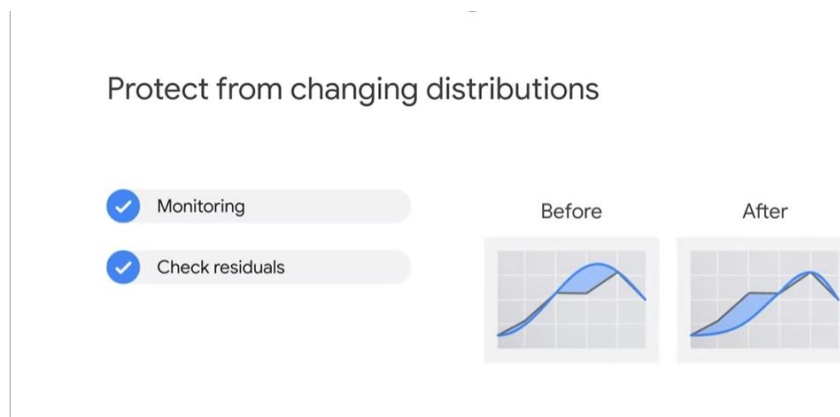 Protect from changing distributions
Monitoring
Check residuals
Before
After